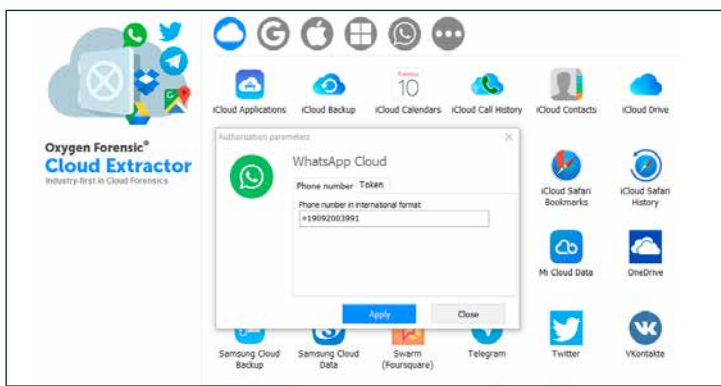 iCloud Applications
iCloud Backup
Tuesday
10
iCloud Calendars
iCloud Call History
iCloud Contacts
iCloud Drive
Oxygen Forensic®
Cloud Extractor
Industry-first in Cloud Forensics
Authorization parameters
WhatsApp Cloud
Phone number
Token
Phone number in international format
+19092003991
Apply
Close
iCloud Safari
Bookmarks
iCloud Safari
History
Mi Cloud Data
OneDrive
Samsung Cloud
Backup
Samsung Cloud
Data
Swarm
(Foursquare)
Telegram
Twitter
VKontakte